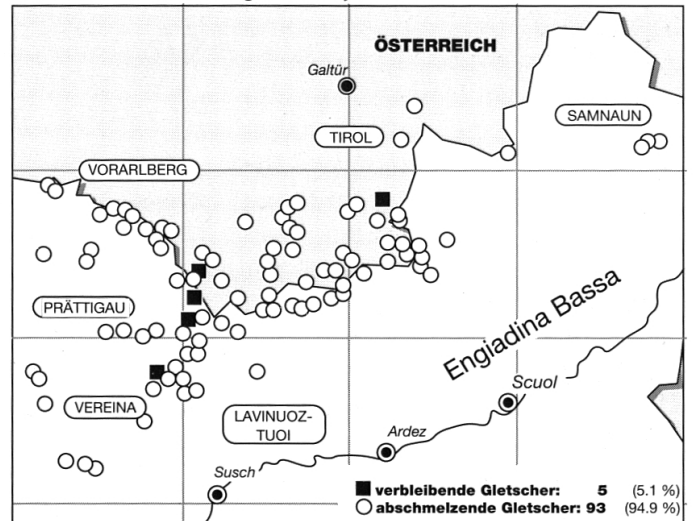 ÖSTERREICH
Galtür
SAMNAUN
TIROL
VORARLBERG
PRÄTTIGAU
Engiadina Bassa
Scuol
VEREINA
LAVINUOZ-
TUOI
Ardez
Susch
verbleibende Gletscher: 5 (5.1 %)
abschmelzende Gletscher: 93 (94.9 %)